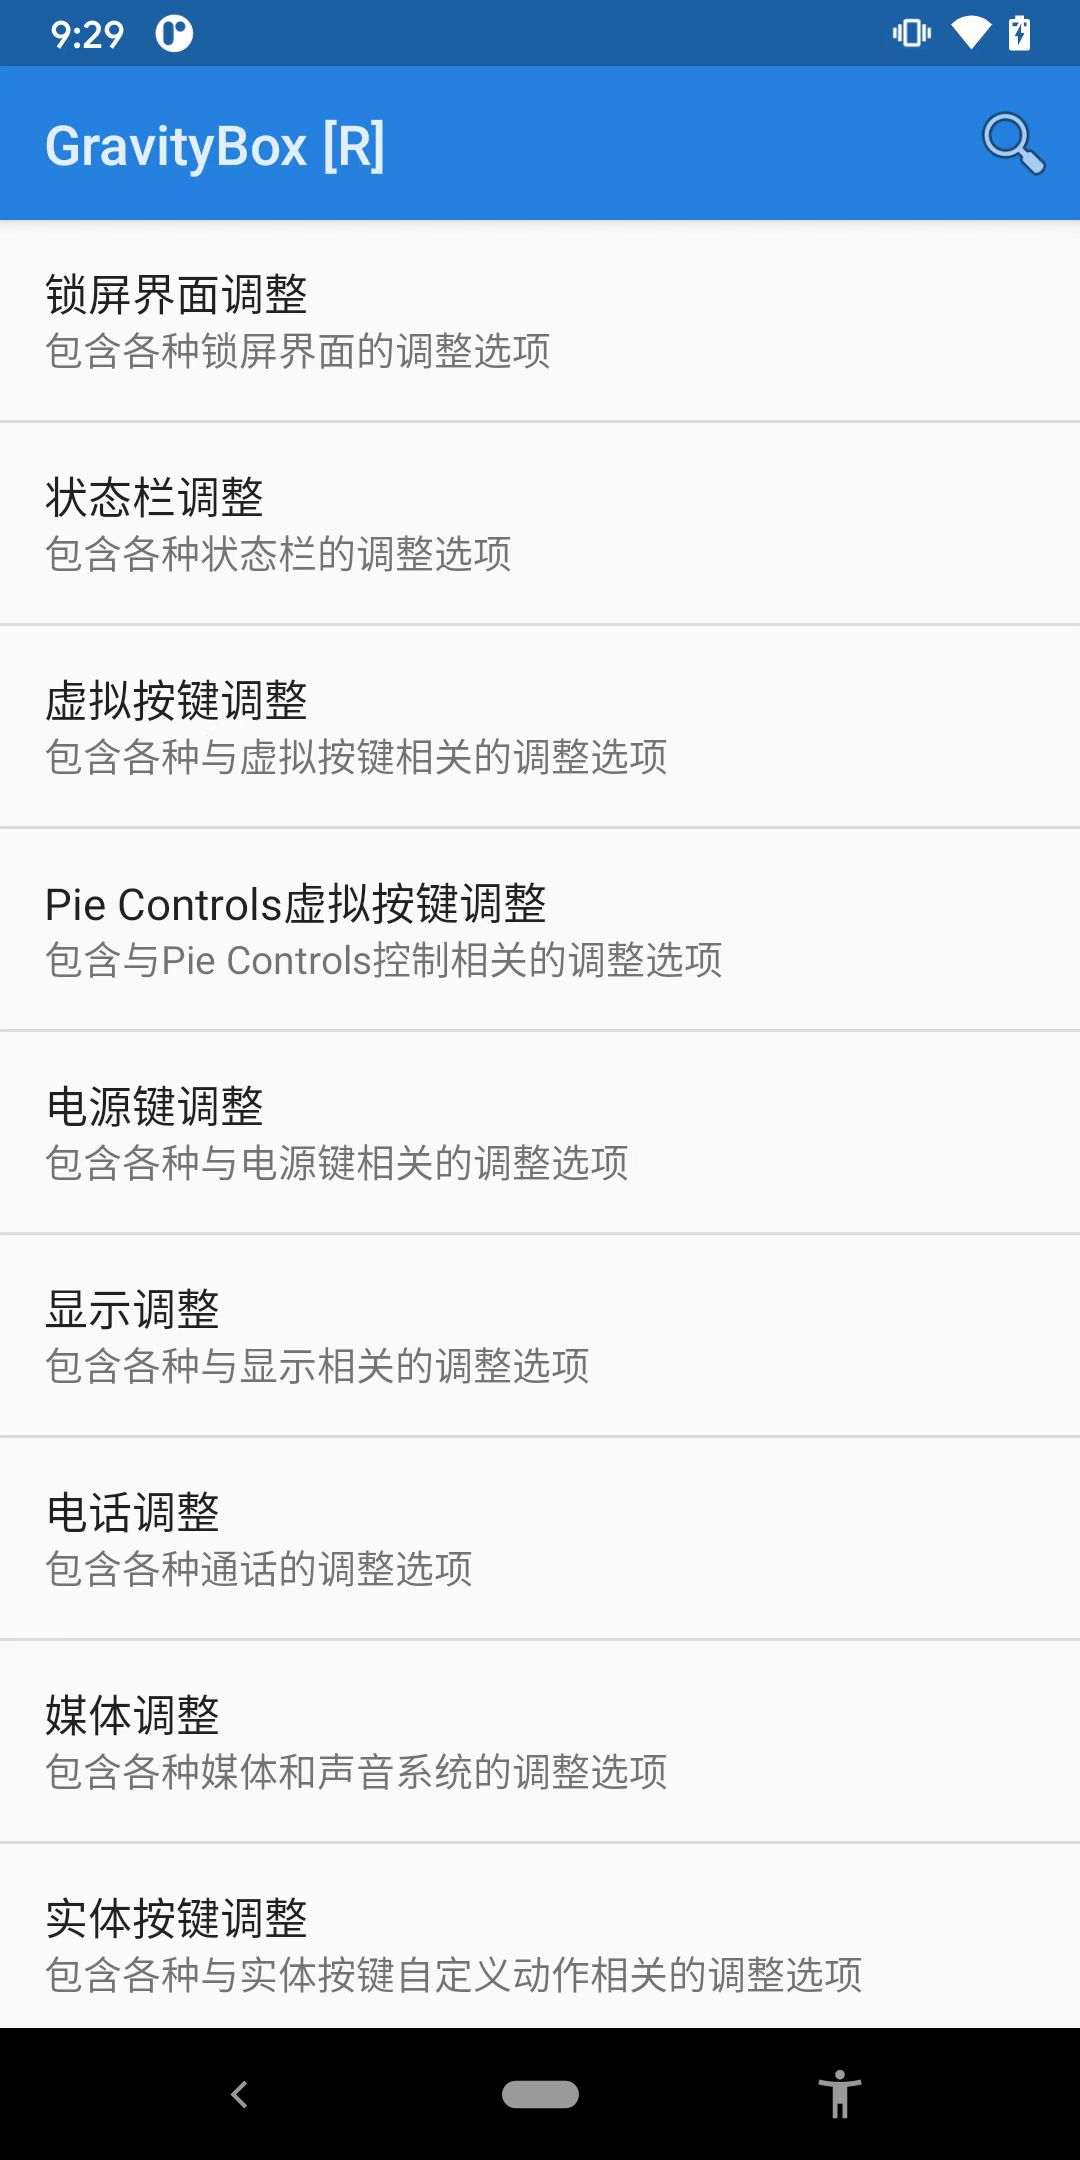 9:29
GravityBox [R]
锁屏界面调整
包含各种锁屏界面的调整选项
状态栏调整
包含各种状态栏的调整选项
虚拟按键调整
包含各种与虚拟按键相关的调整选项
Pie Controls虚拟按键调整
包含与Pie Controls控制相关的调整选项
电源键调整
包含各种与电源键相关的调整选项
显示调整
包含各种与显示相关的调整选项
电话调整
包含各种通话的调整选项
媒体调整
包含各种媒体和声音系统的调整选项
实体按键调整
包含各种与实体按键自定义动作相关的调整选项